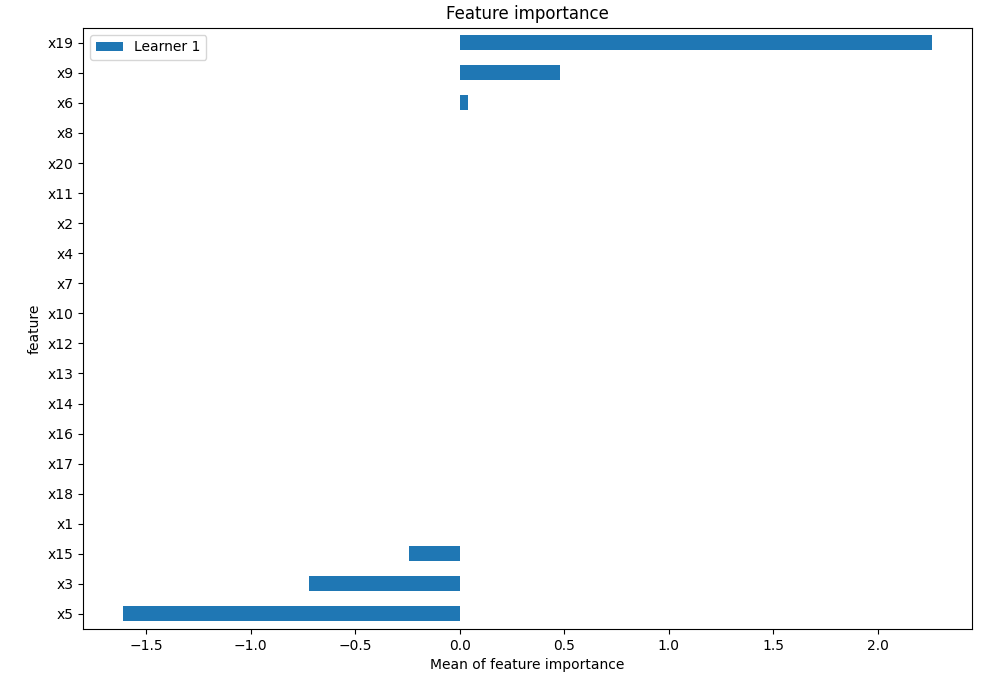 Feature importance
Learner 1
x19
x9
x6
x8
x20
x11
x2
x4
x7
x10
x12
x13
x14
x16
x17
x18
x1
x15
x3
x5
feature
−1.5 −1.0 −0.5 0.0 0.5 1.0 1.5 2.0
Mean of feature importance